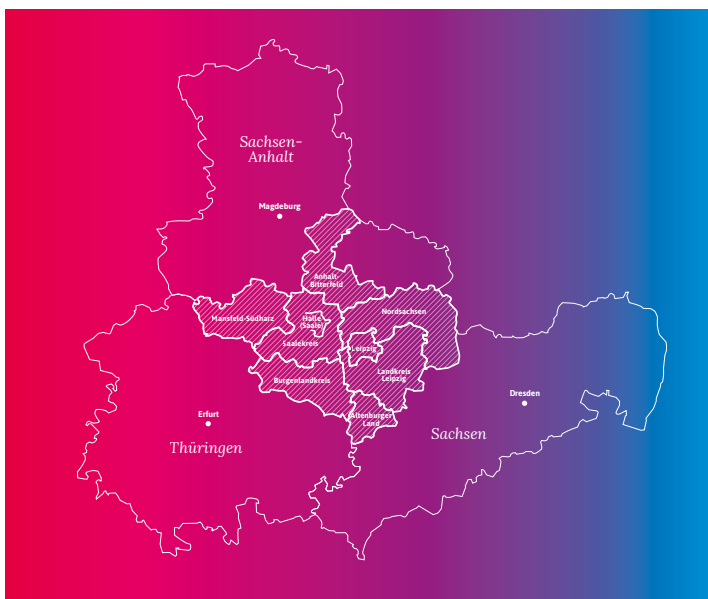 Sachsen-
Anhalt
Magdeburg
Anhalt-
Bitterfeld
Nordsachsen
Mansfeld-Südharz
Halle
(Saale)
Saalekreis
Leipzig
Landkreis
Leipzig
Burgenlandkreis
Dresden
Erfurt
Altenburger
Land
Sachsen
Thüringen